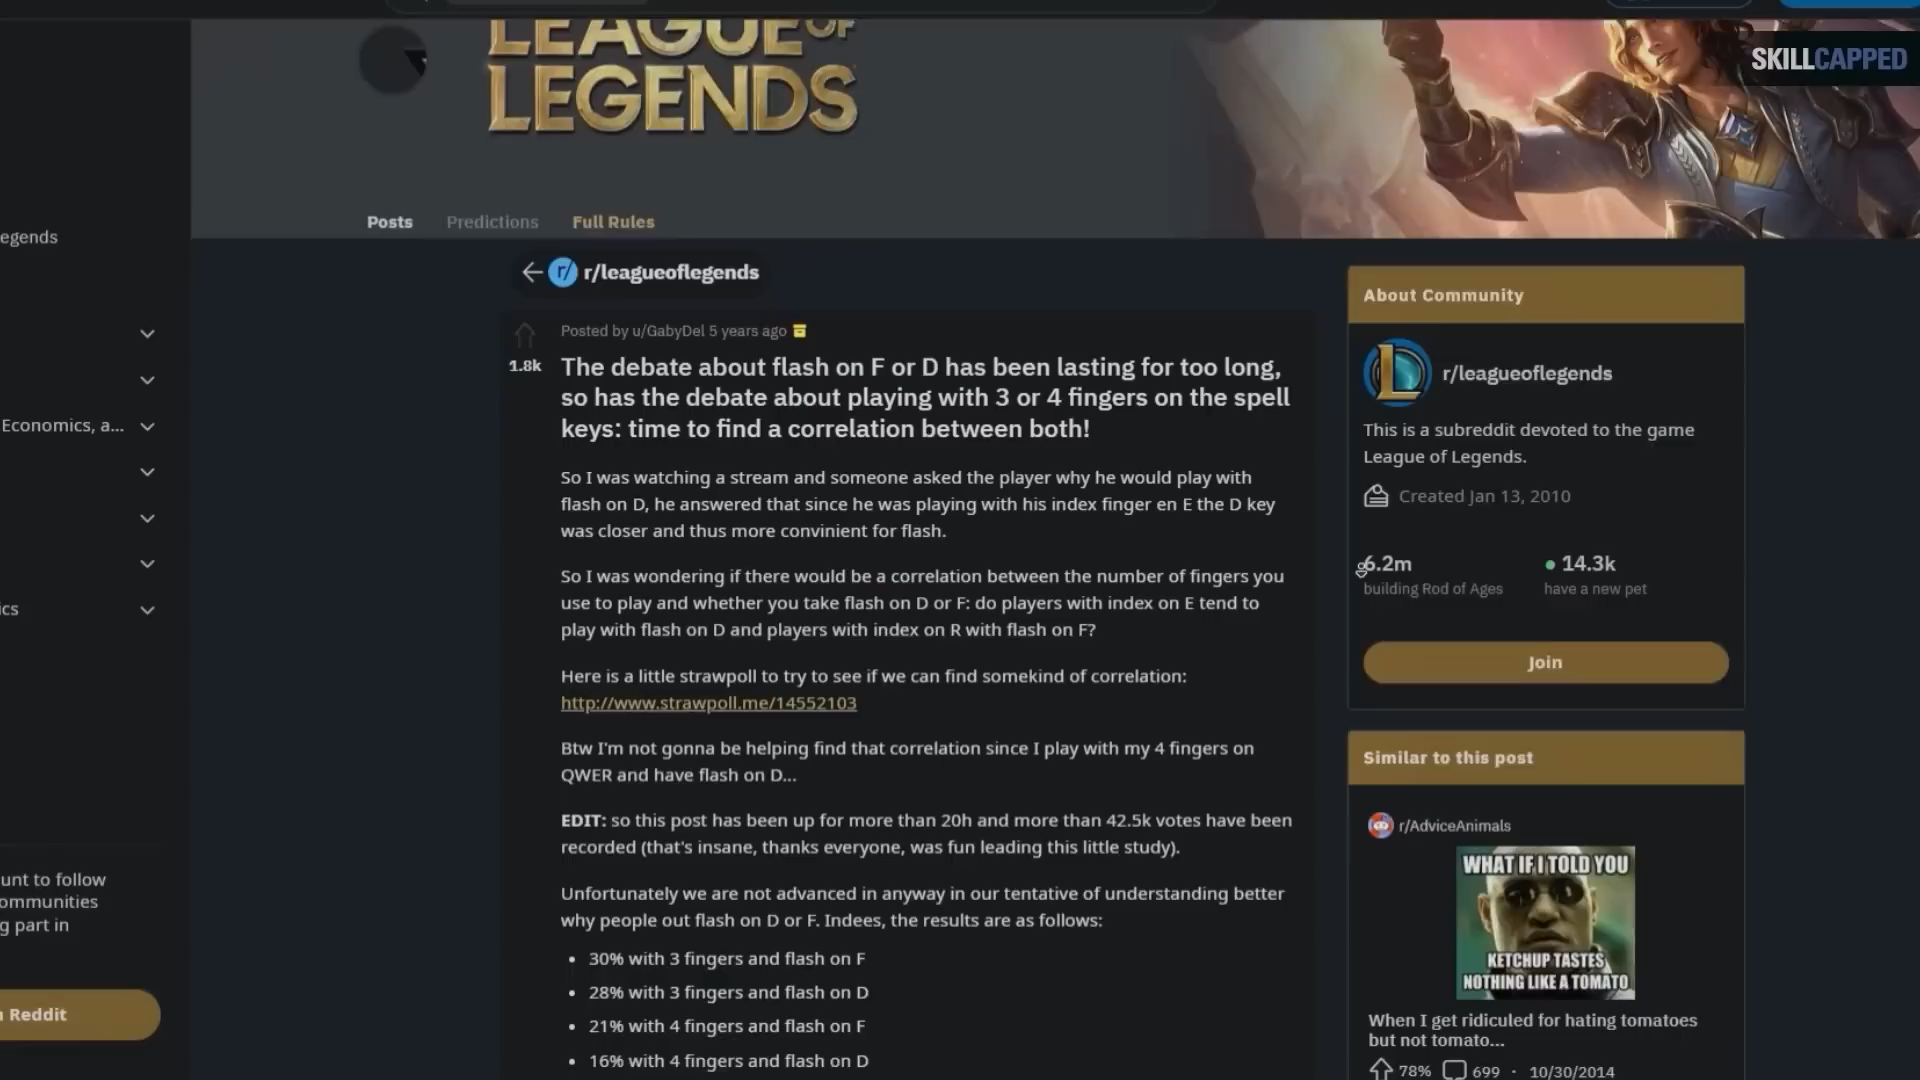 LEAGUE OF
LEGENDS
SKILLCAPPED
Posts Predictions Full Rules
egends
r/ r/leagueoflegends
Posted by u/GabyDel 5 years ago
1.8k
The debate about flash on F or D has been lasting for too long,
so has the debate about playing with 3 or 4 fingers on the spell
keys: time to find a correlation between both!
So I was watching a stream and someone asked the player why he would play with
flash on D, he answered that since he was playing with his index finger en E the D key
was closer and thus more convinient for flash.
So I was wondering if there would be a correlation between the number of fingers you
use to play and whether you take flash on D or F: do players with index on E tend to
play with flash on D and players with index on R with flash on F?
Here is a little strawpoll to try to see if we can find somekind of correlation:
http://www.strawpoll.me/14552103
Btw I'm not gonna be helping find that correlation since I play with my 4 fingers on
QWER and have flash on D...
EDIT: so this post has been up for more than 20h and more than 42.5k votes have been
recorded (that's insane, thanks everyone, was fun leading this little study).
Unfortunately we are not advanced in anyway in our tentative of understanding better
why people out flash on D or F. Indees, the results are as follows:
• 30% with 3 fingers and flash on F
• 28% with 3 fingers and flash on D
• 21% with 4 fingers and flash on F
• 16% with 4 fingers and flash on D
Economics, a...
ics
unt to follow
ommunities
g part in
n Reddit
About Community
r/leagueoflegends
This is a subreddit devoted to the game
League of Legends.
Created Jan 13, 2010
6.2m 14.3k
building Rod of Ages have a new pet
Join
Similar to this post
r/AdviceAnimals
WHAT IF I TOLD YOU
KETCHUP TASTES
NOTHING LIKE A TOMATO
When I get ridiculed for hating tomatoes
but not tomato...
78% 699 · 10/30/2014